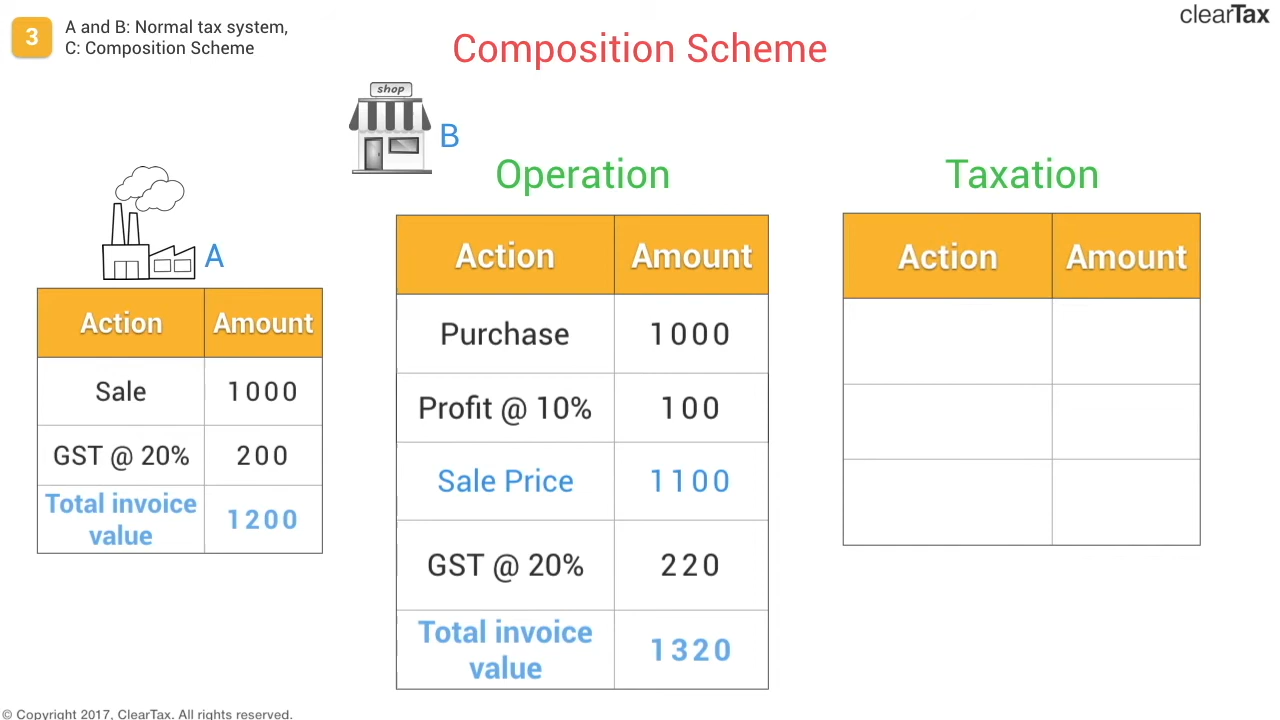 3
A and B: Normal tax system,
C: Composition Scheme
Composition Scheme
clearTax
shop
B
A
Action Amount
Sale 1000
GST @ 20% 200
Total invoice
value 1200
Operation
Action Amount
Purchase 1000
Profit @ 10% 100
Sale Price 1100
GST @ 20% 220
Total invoice
value 1320
Taxation
Action Amount
© Copyright 2017, ClearTax. All rights reserved.